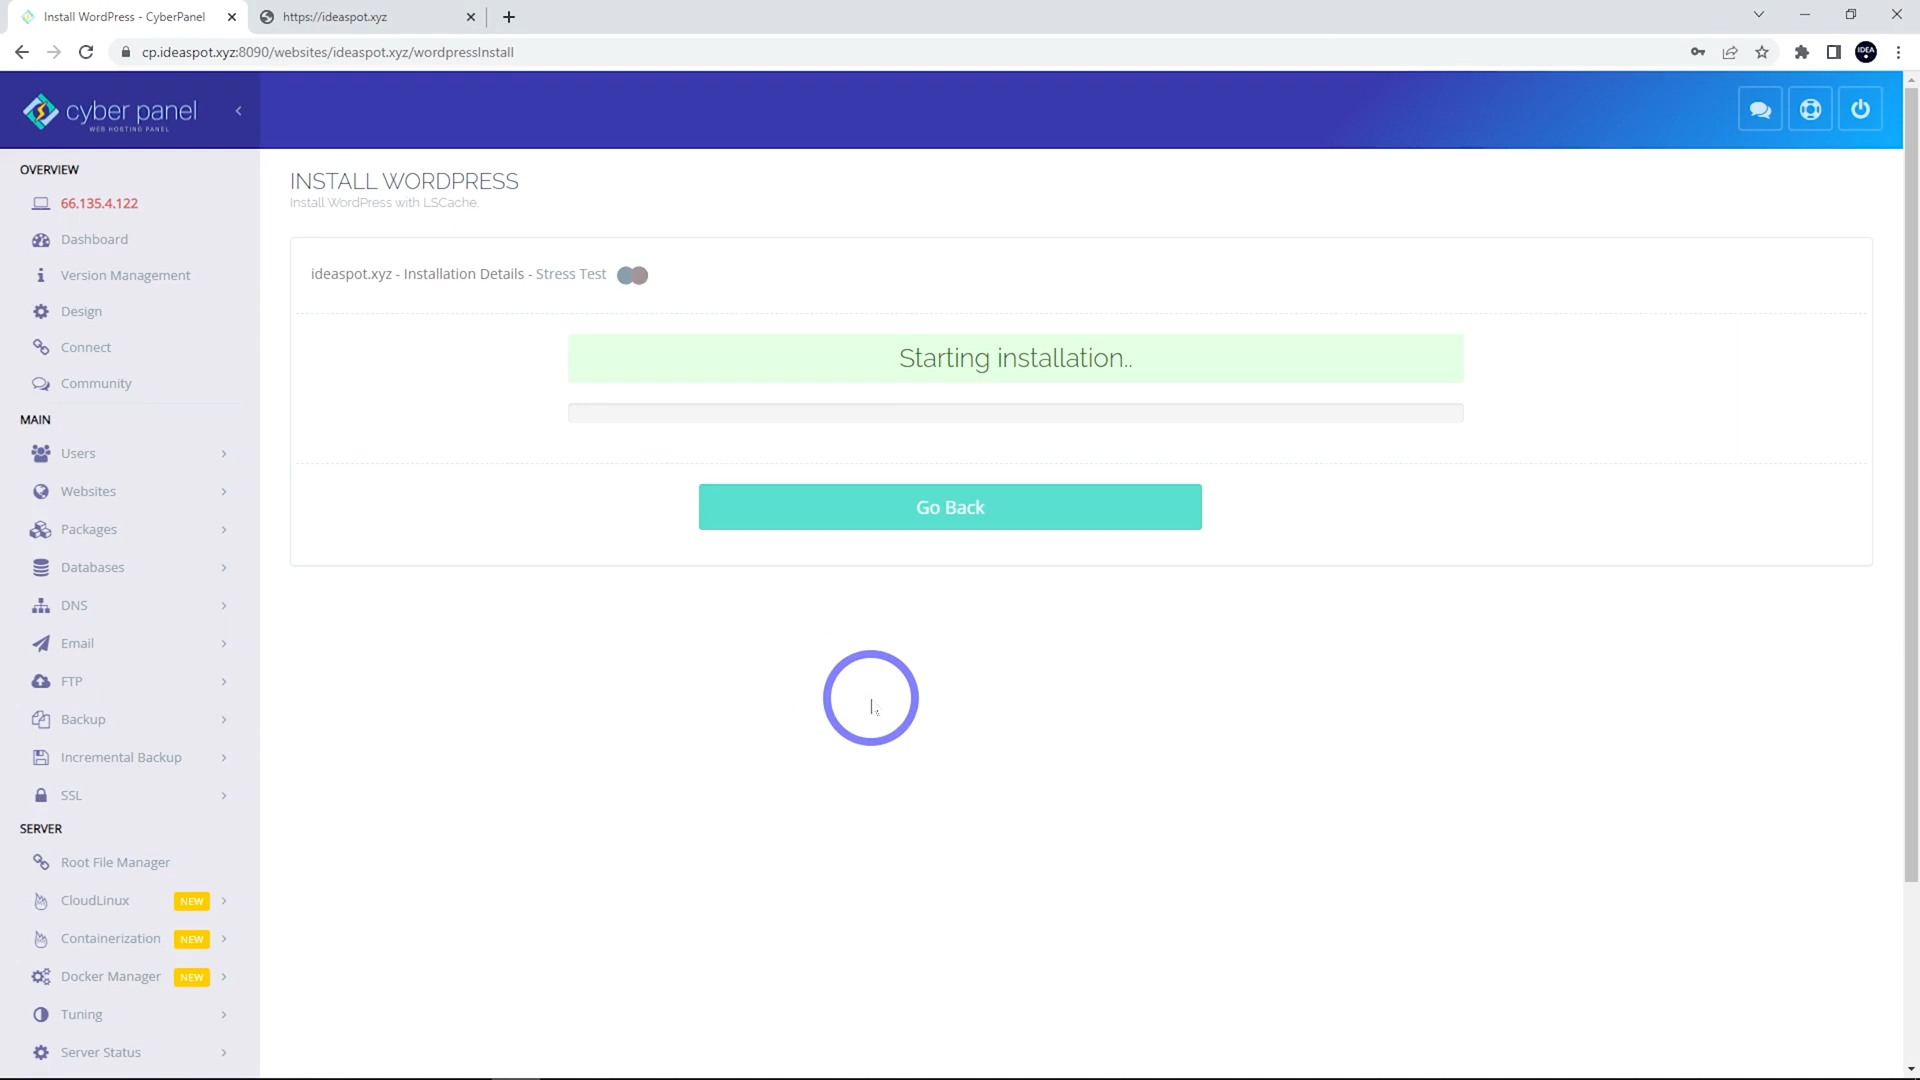 Install WordPress - CyberPanel
https://ideaspot.xyz
cp.ideaspot.xyz:8090/websites/ideaspot.xyz/wordpressInstall
IDEA
cyber panel
WEB HOSTING PANEL
OVERVIEW
66.135.4.122
Dashboard
Version Management
Design
Connect
Community
MAIN
Users
Websites
Packages
Databases
DNS
Email
FTP
Backup
Incremental Backup
SSL
SERVER
Root File Manager
CloudLinux NEW
Containerization NEW
Docker Manager NEW
Tuning
Server Status
INSTALL WORDPRESS
Install WordPress with LSCache.
ideaspot.xyz - Installation Details - Stress Test
Starting installation..
Go Back